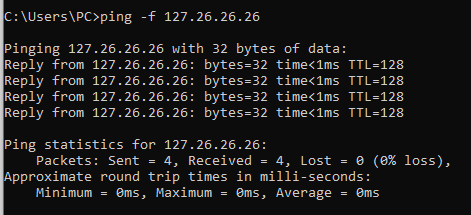 C:\Users\PC>ping -f 127.26.26.26
Pinging 127.26.26.26 with 32 bytes of data:
Reply from 127.26.26.26: bytes=32 time<1ms TTL=128
Reply from 127.26.26.26: bytes=32 time<1ms TTL=128
Reply from 127.26.26.26: bytes=32 time<1ms TTL=128
Reply from 127.26.26.26: bytes=32 time<1ms TTL=128
Ping statistics for 127.26.26.26:
    Packets: Sent = 4, Received = 4, Lost = 0 (0% loss),
Approximate round trip times in milli-seconds:
    Minimum = 0ms, Maximum = 0ms, Average = 0ms